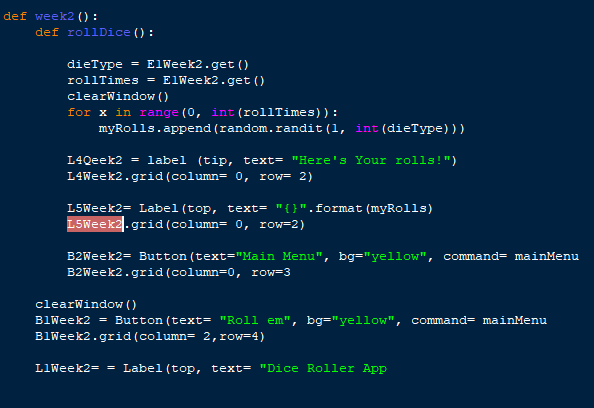 def week2():
    def rollDice():
        dieType = E1Week2.get()
        rollTimes = E1Week2.get()
        clearWindow()
        for x in range(0, int(rollTimes)):
            myRolls.append(random.randit(1, int(dieType)))
        L4Qeek2 = label (tip, text= "Here's Your rolls!")
        L4Week2.grid(column= 0, row= 2)
        L5Week2= Label(top, text= "{}".format(myRolls)
        L5Week2.grid(column= 0, row=2)
        B2Week2= Button(text="Main Menu", bg="yellow", command= mainMenu
        B2Week2.grid(column=0, row=3
    clearWindow()
    B1Week2 = Button(text= "Roll em", bg="yellow", command= mainMenu
    B1Week2.grid(column= 2,row=4)
    L1Week2= = Label(top, text= "Dice Roller App